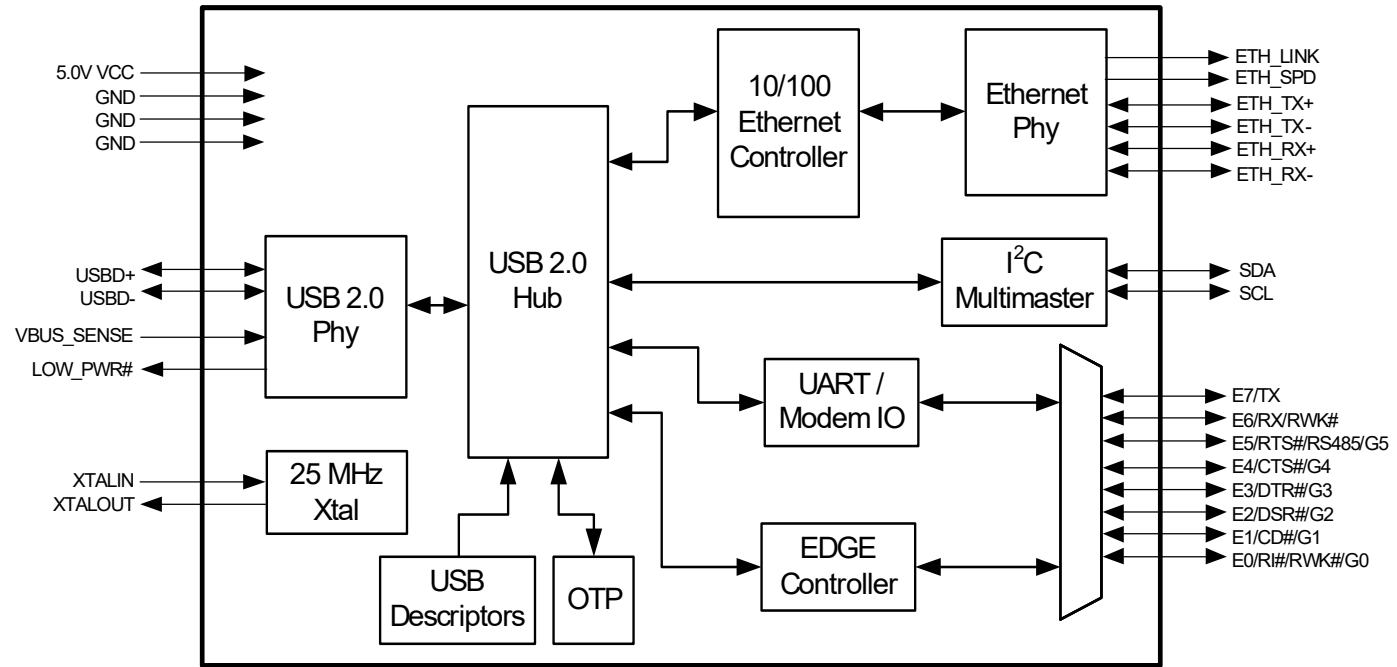 5.0V VCC
GND
GND
GND
USBD+
USBD-
VBUS_SENSE
LOW_PWR#
XTALIN
XTALOUT
USB 2.0
Phy
25 MHz
Xtal
USB 2.0
Hub
USB
Descriptors
OTP
10/100
Ethernet
Controller
Ethernet
Phy
I²C
Multimaster
UART /
Modem IO
EDGE
Controller
ETH_LINK
ETH_SPD
ETH_TX+
ETH_TX-
ETH_RX+
ETH_RX-
SDA
SCL
E7/TX
E6/RX/RWK#
E5/RTS#/RS485/G5
E4/CTS#/G4
E3/DTR#/G3
E2/DSR#/G2
E1/CD#/G1
E0/RI#/RWK#/G0